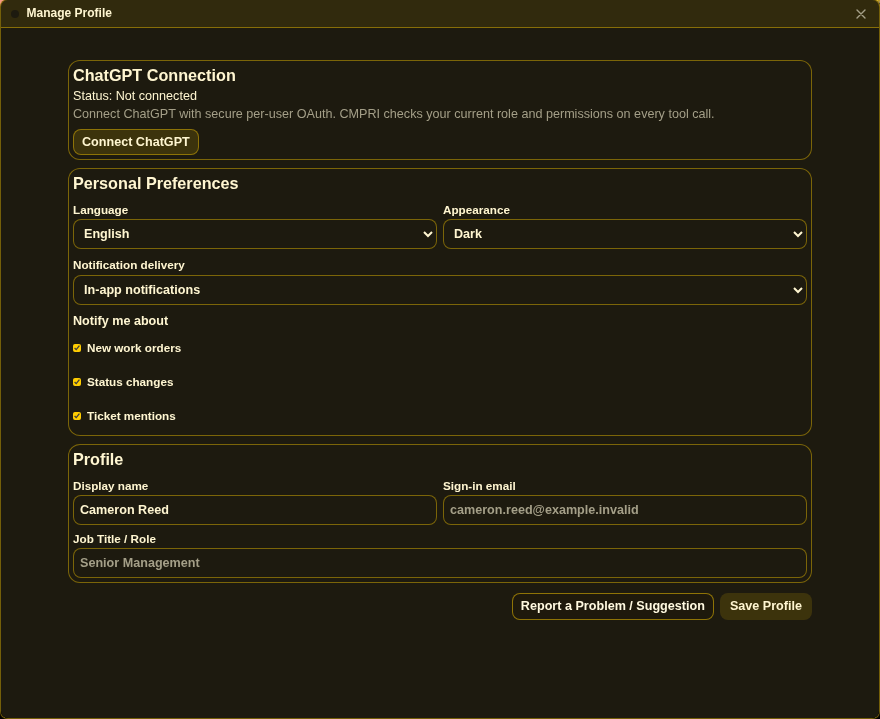 Manage Profile
ChatGPT Connection
Status: Not connected
Connect ChatGPT with secure per-user OAuth. CMPRI checks your current role and permissions on every tool call.
Connect ChatGPT
Personal Preferences
Language
Appearance
English
Dark
Notification delivery
In-app notifications
Notify me about
New work orders
Status changes
Ticket mentions
Profile
Display name
Sign-in email
Cameron Reed
cameron.reed@example.invalid
Job Title / Role
Senior Management
Report a Problem / Suggestion
Save Profile